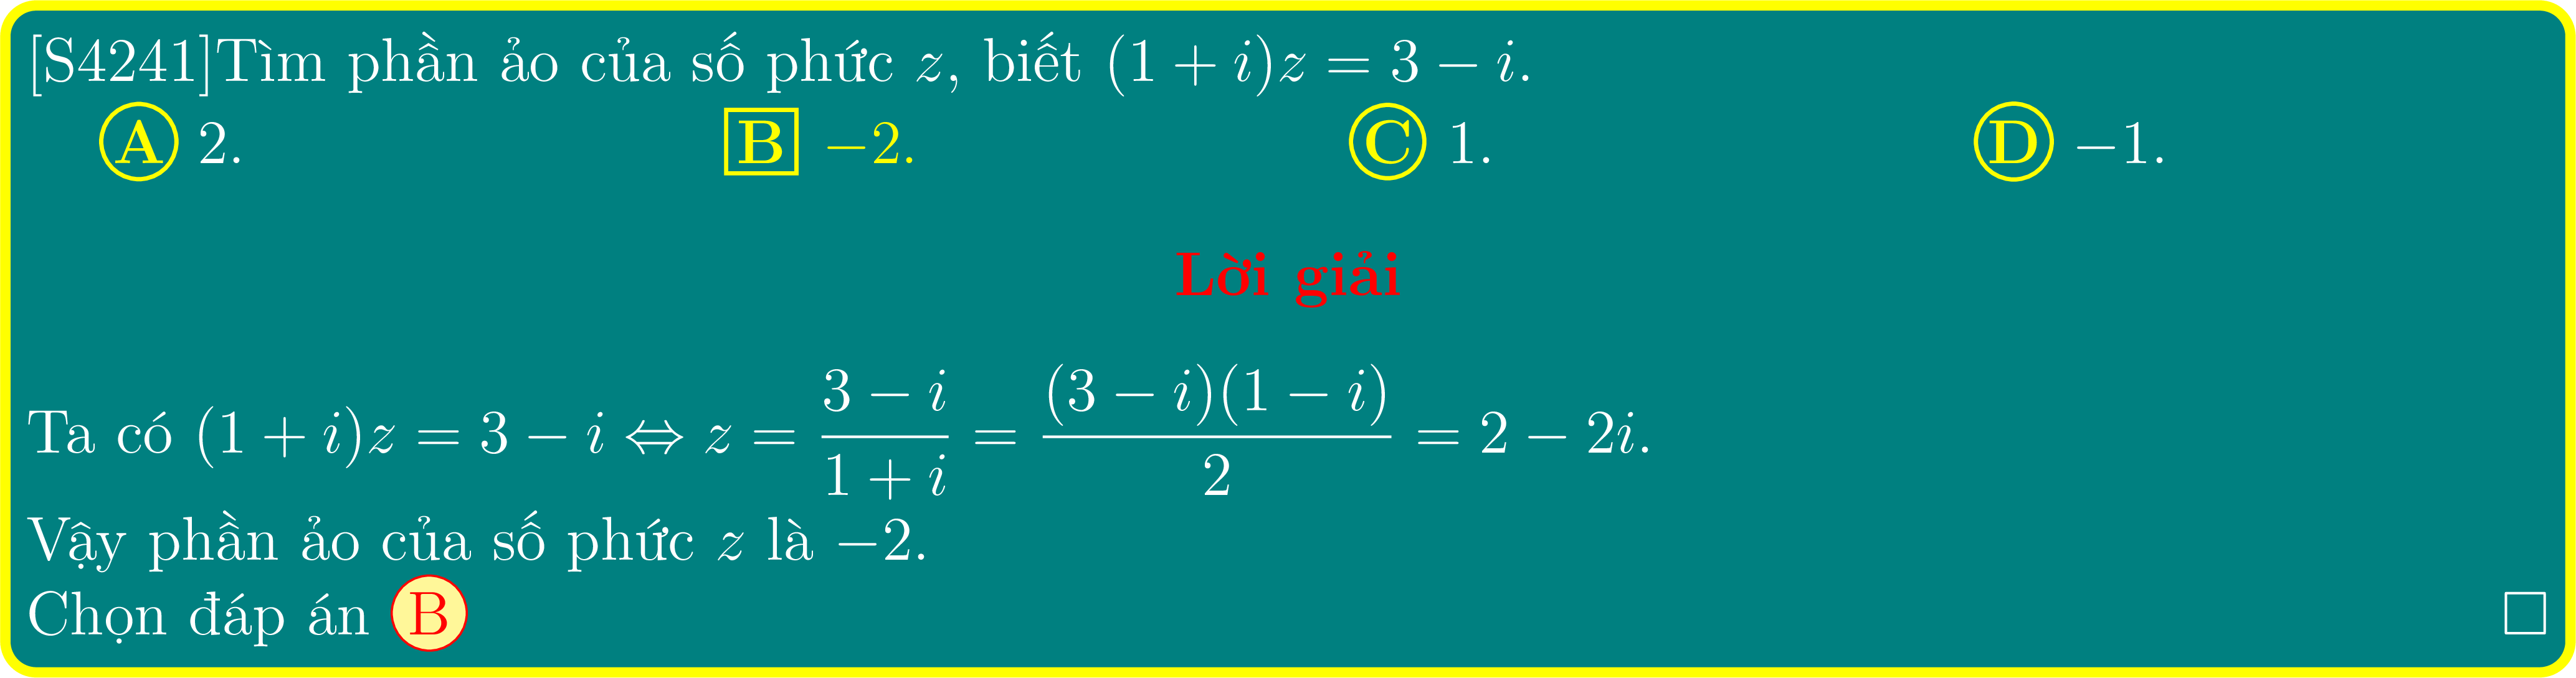 [S4241]Tìm phần ảo của số phức z, biết (1 + i)z = 3 − i.
A 2. B −2. C 1. D −1.
Lời giải
Ta có (1 + i)z = 3 − i ⇔ z = \frac{3 − i}{1 + i} = \frac{(3 − i)(1 − i)}{2} = 2 − 2i.
Vậy phần ảo của số phức z là −2.
Chọn đáp án B □